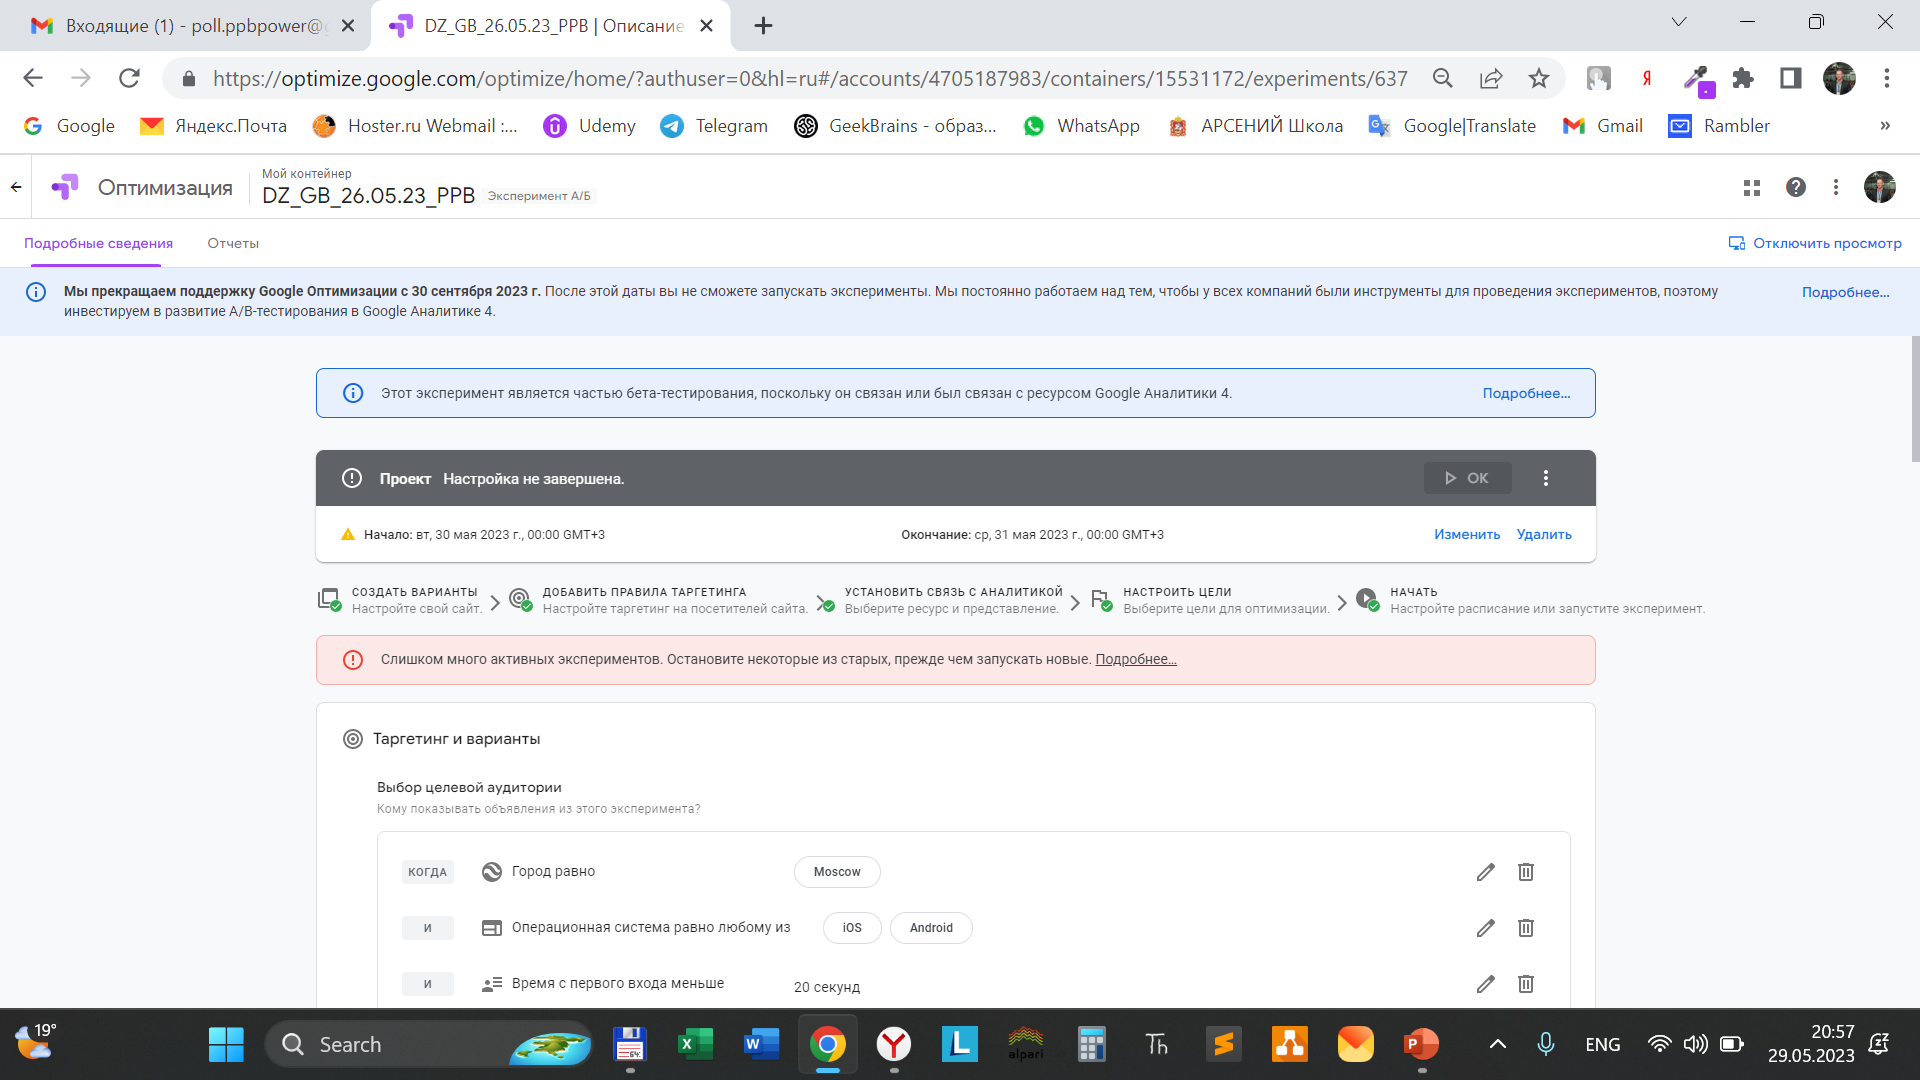 Входящие (1) - poll.ppbpower@g
DZ_GB_26.05.23_PPB | Описание
https://optimize.google.com/optimize/home/?authuser=0&hl=ru#/accounts/4705187983/containers/15531172/experiments/637
Google
Яндекс.Почта
Hoster.ru Webmail :...
Udemy
Telegram
GeekBrains - образ...
WhatsApp
АРСЕНИЙ Школа
Google|Translate
Gmail
Rambler
»
Оптимизация
Мой контейнер
DZ_GB_26.05.23_PPB
Эксперимент А/Б
Подробные сведения
Отчеты
Отключить просмотр
Мы прекращаем поддержку Google Оптимизации с 30 сентября 2023 г. После этой даты вы не сможете запускать эксперименты. Мы постоянно работаем над тем, чтобы у всех компаний были инструменты для проведения экспериментов, поэтому
инвестируем в развитие A/B-тестирования в Google Аналитике 4.
Подробнее...
Этот эксперимент является частью бета-тестирования, поскольку он связан или был связан с ресурсом Google Аналитики 4.
Подробнее...
Проект Настройка не завершена.
ОК
Начало: вт, 30 мая 2023 г., 00:00 GMT+3
Окончание: ср, 31 мая 2023 г., 00:00 GMT+3
Изменить
Удалить
СОЗДАТЬ ВАРИАНТЫ
Настройте свой сайт.
ДОБАВИТЬ ПРАВИЛА ТАРГЕТИНГА
Настройте таргетинг на посетителей сайта.
УСТАНОВИТЬ СВЯЗЬ С АНАЛИТИКОЙ
Выберите ресурс и представление.
НАСТРОИТЬ ЦЕЛИ
Выберите цели для оптимизации.
НАЧАТЬ
Настройте расписание или запустите эксперимент.
Слишком много активных экспериментов. Остановите некоторые из старых, прежде чем запускать новые. Подробнее...
Таргетинг и варианты
Выбор целевой аудитории
Кому показывать объявления из этого эксперимента?
КОГДА
Город равно
Moscow
И
Операционная система равно любому из
iOS
Android
И
Время с первого входа меньше
20 секунд
19°
Search
64
alpari
Th
ENG
20:57
29.05.2023